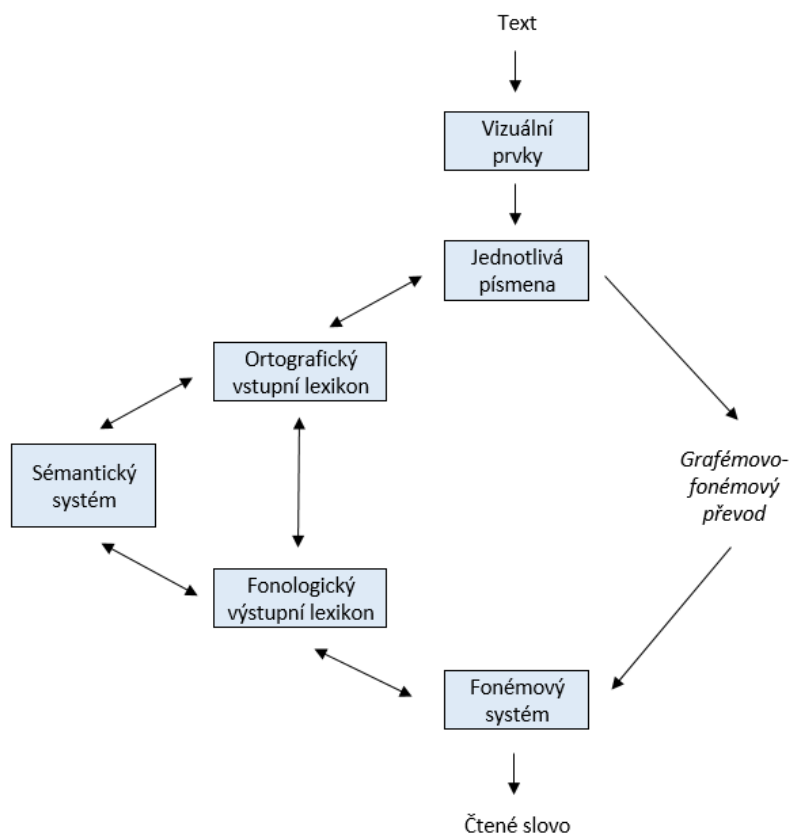 Text
Vizuální
prvky
Jednotlivá
písmena
Ortografický
vstupní lexikon
Sémantický
systém
Grafémovo-
fonémový
převod
Fonologický
výstupní lexikon
Fonémový
systém
Čtené slovo